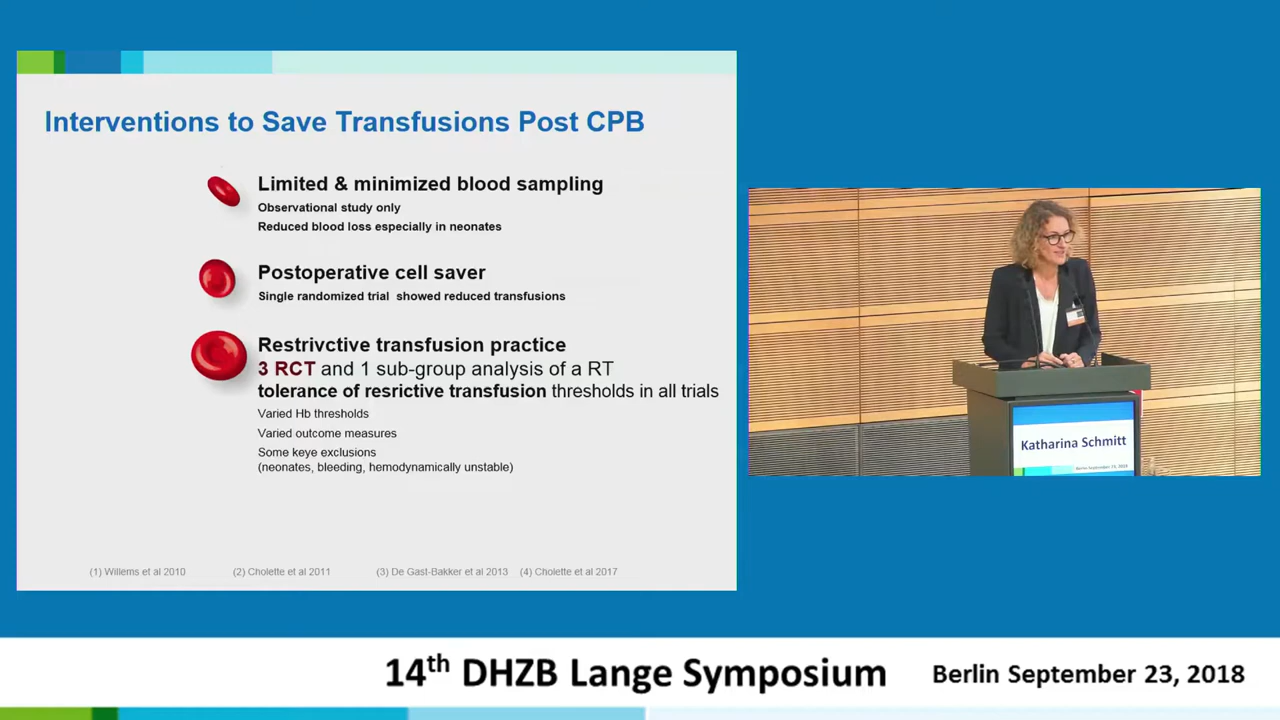 Interventions to Save Transfusions Post CPB
Limited & minimized blood sampling
Observational study only
Reduced blood loss especially in neonates
Postoperative cell saver
Single randomized trial showed reduced transfusions
Restrivctive transfusion practice
3 RCT and 1 sub-group analysis of a RT
tolerance of resrictive transfusion thresholds in all trials
Varied Hb thresholds
Varied outcome measures
Some keye exclusions
(neonates, bleeding, hemodynamically unstable)
(1) Willems et al 2010 (2) Cholette et al 2011 (3) De Gast-Bakker et al 2013 (4) Cholette et al 2017
Katharina Schmitt
Berlin September 23, 2018
14th DHZB Lange Symposium Berlin September 23, 2018